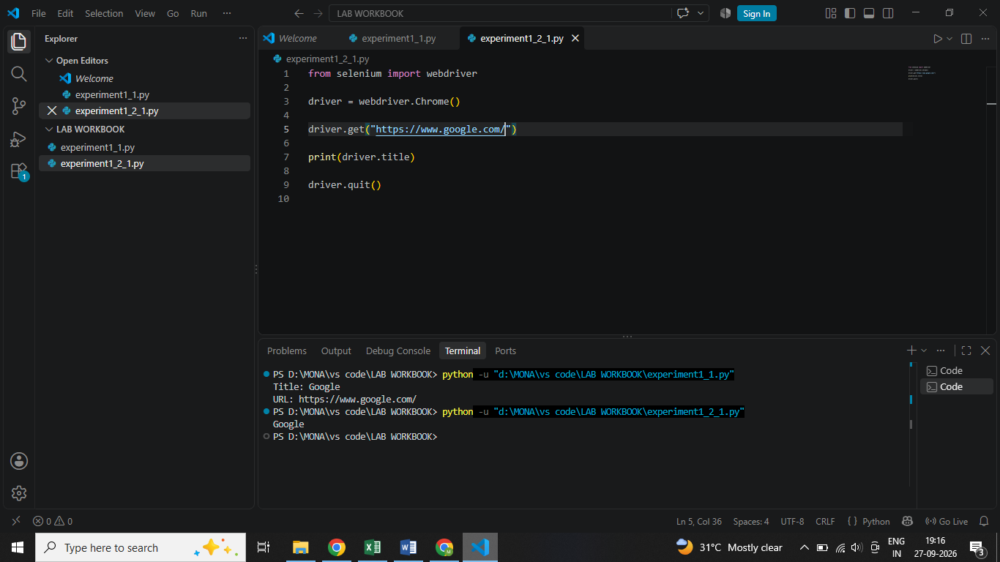 File Edit Selection View Go Run ···
LAB WORKBOOK
Sign In
Explorer
Open Editors
Welcome
experiment1_1.py
experiment1_2_1.py
LAB WORKBOOK
experiment1_1.py
experiment1_2_1.py
1
Welcome experiment1_1.py experiment1_2_1.py
experiment1_2_1.py
1 from selenium import webdriver
2
3 driver = webdriver.Chrome()
4
5 driver.get("https://www.google.com/")
6
7 print(driver.title)
8
9 driver.quit()
10
Problems Output Debug Console Terminal Ports
PS D:\MONA\vs code\LAB WORKBOOK> python -u "d:\MONA\vs code\LAB WORKBOOK\experiment1_1.py"
Title: Google
URL: https://www.google.com/
PS D:\MONA\vs code\LAB WORKBOOK> python -u "d:\MONA\vs code\LAB WORKBOOK\experiment1_2_1.py"
Google
PS D:\MONA\vs code\LAB WORKBOOK>
Code
Code
0 0
Ln 5, Col 36 Spaces: 4 UTF-8 CRLF {} Python Go Live
Type here to search
31°C Mostly clear
ENG
IN
19:16
27-09-2026
3